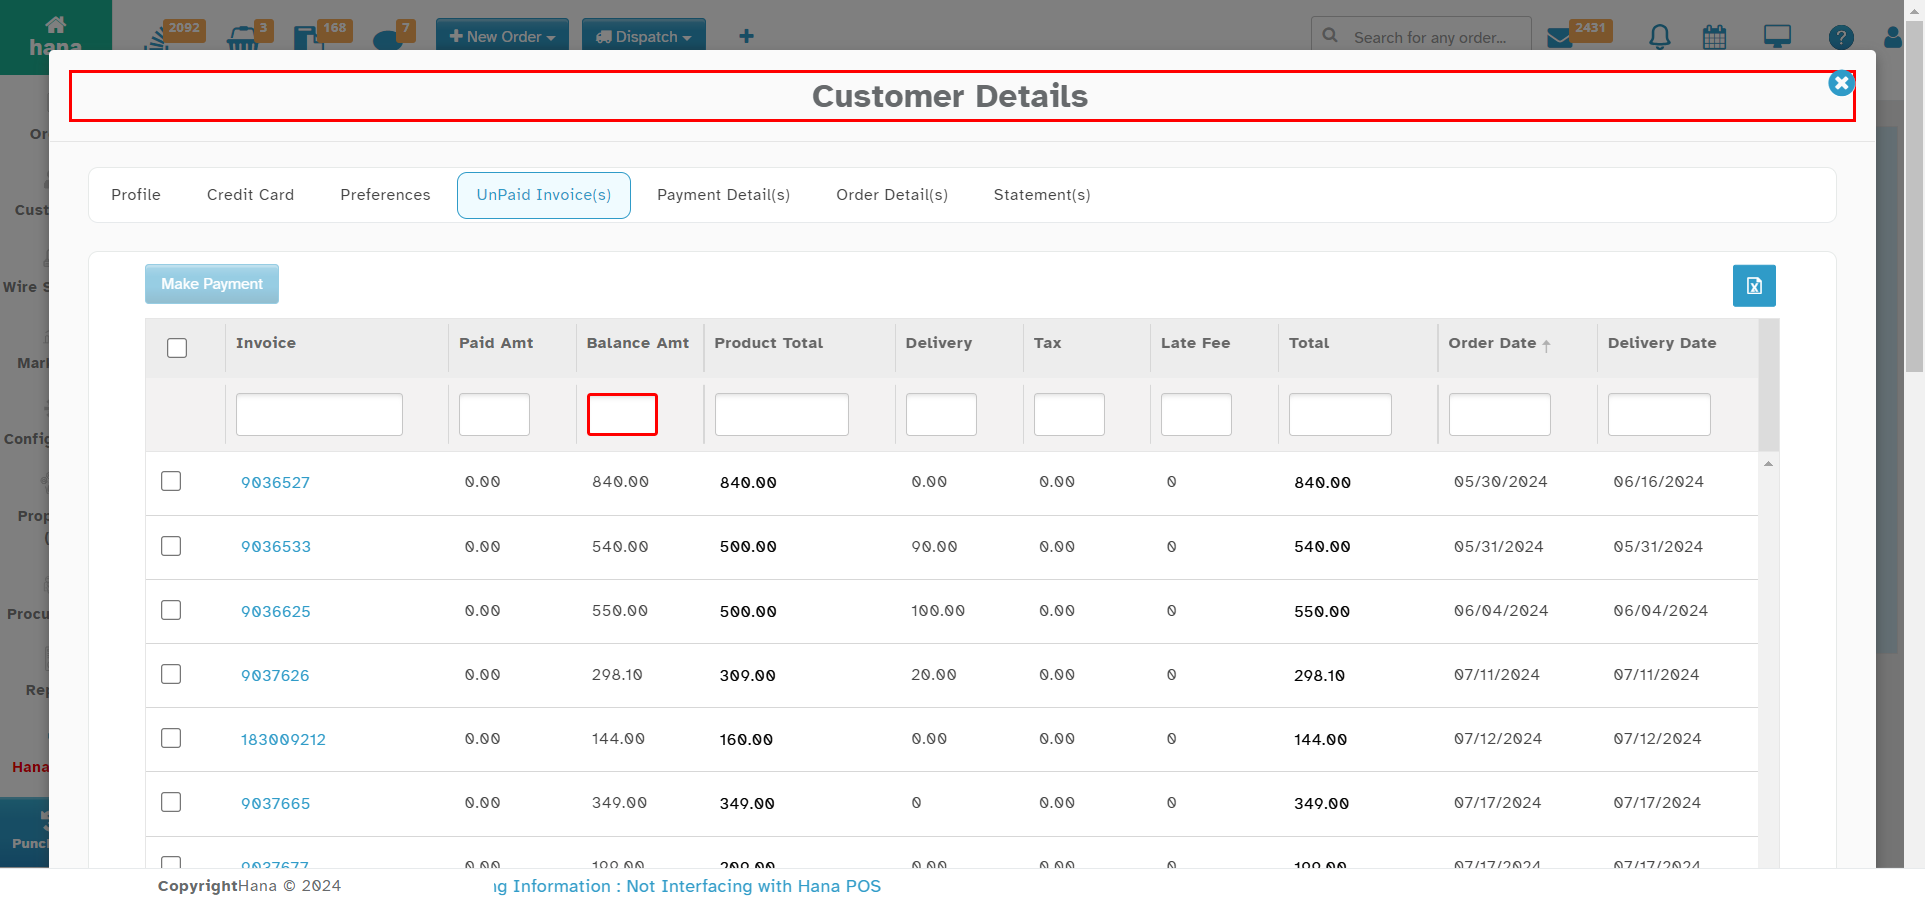 hana 2092 3 168 7 New Order Dispatch Search for any order... 2431 ?
Customer Details
Profile Credit Card Preferences UnPaid Invoice(s) Payment Detail(s) Order Detail(s) Statement(s)
Make Payment
Invoice Paid Amt Balance Amt Product Total Delivery Tax Late Fee Total Order Date Delivery Date
9036527 0.00 840.00 840.00 0.00 0.00 0 840.00 05/30/2024 06/16/2024
9036533 0.00 540.00 500.00 90.00 0.00 0 540.00 05/31/2024 05/31/2024
9036625 0.00 550.00 500.00 100.00 0.00 0 550.00 06/04/2024 06/04/2024
9037626 0.00 298.10 309.00 20.00 0.00 0 298.10 07/11/2024 07/11/2024
183009212 0.00 144.00 160.00 0.00 0.00 0 144.00 07/12/2024 07/12/2024
9037665 0.00 349.00 349.00 0 0.00 0 349.00 07/17/2024 07/17/2024
9037677 0.00 199.00 209.00 0.00 0.00 0 199.00 07/17/2024 07/17/2024
Or
Cust
Wire S
Mark
Config
Prop
(
Procu
Rep
Hana
Punc
CopyrightHana © 2024 ng Information : Not Interfacing with Hana POS